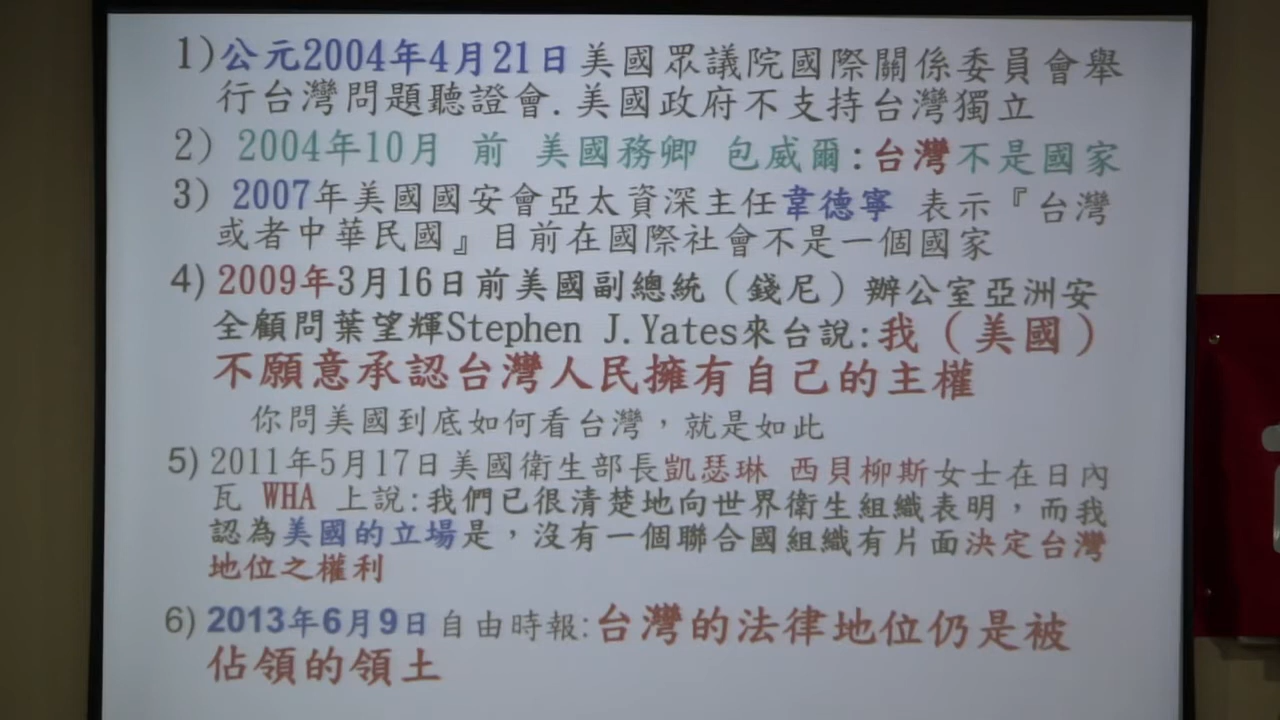 1)公元2004年4月21日美國眾議院國際關係委員會舉
行台灣問題聽證會.美國政府不支持台灣獨立
2) 2004年10月 前 美國務卿 包威爾:台灣不是國家
3) 2007年美國國安會亞太資深主任韋德寧 表示『台灣
或者中華民國』目前在國際社會不是一個國家
4) 2009年3月16日前美國副總統（錢尼）辦公室亞洲安
全顧問葉望輝Stephen J.Yates來台說:我（美國）
不願意承認台灣人民擁有自己的主權
你問美國到底如何看台灣，就是如此
5) 2011年5月17日美國衛生部長凱瑟琳 西貝柳斯女士在日內
瓦 WHA 上說:我們已很清楚地向世界衛生組織表明，而我
認為美國的立場是，沒有一個聯合國組織有片面決定台灣
地位之權利
6) 2013年6月9日自由時報:台灣的法律地位仍是被
佔領的領土